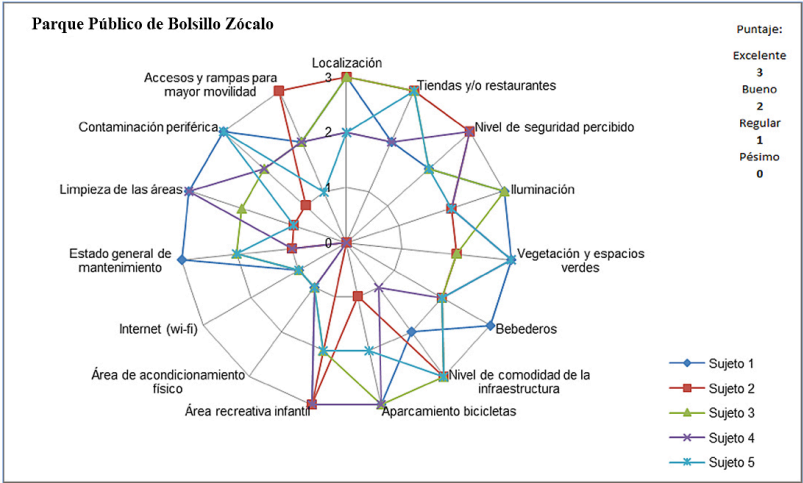 Parque Público de Bolsillo Zócalo
Puntaje:
Excelente
3
Bueno
2
Regular
1
Pésimo
0
Localización
Tiendas y/o restaurantes
Nivel de seguridad percibido
Iluminación
Vegetación y espacios
verdes
Bebederos
Nivel de comodidad de la
infraestructura
Aparcamiento bicicletas
Área recreativa infantil
Área de acondicionamiento
físico
Internet (wi-fi)
Estado general de
mantenimiento
Limpieza de las áreas
Contaminación periférica
Accesos y rampas para
mayor movilidad
3
2
1
0
Sujeto 1
Sujeto 2
Sujeto 3
Sujeto 4
Sujeto 5